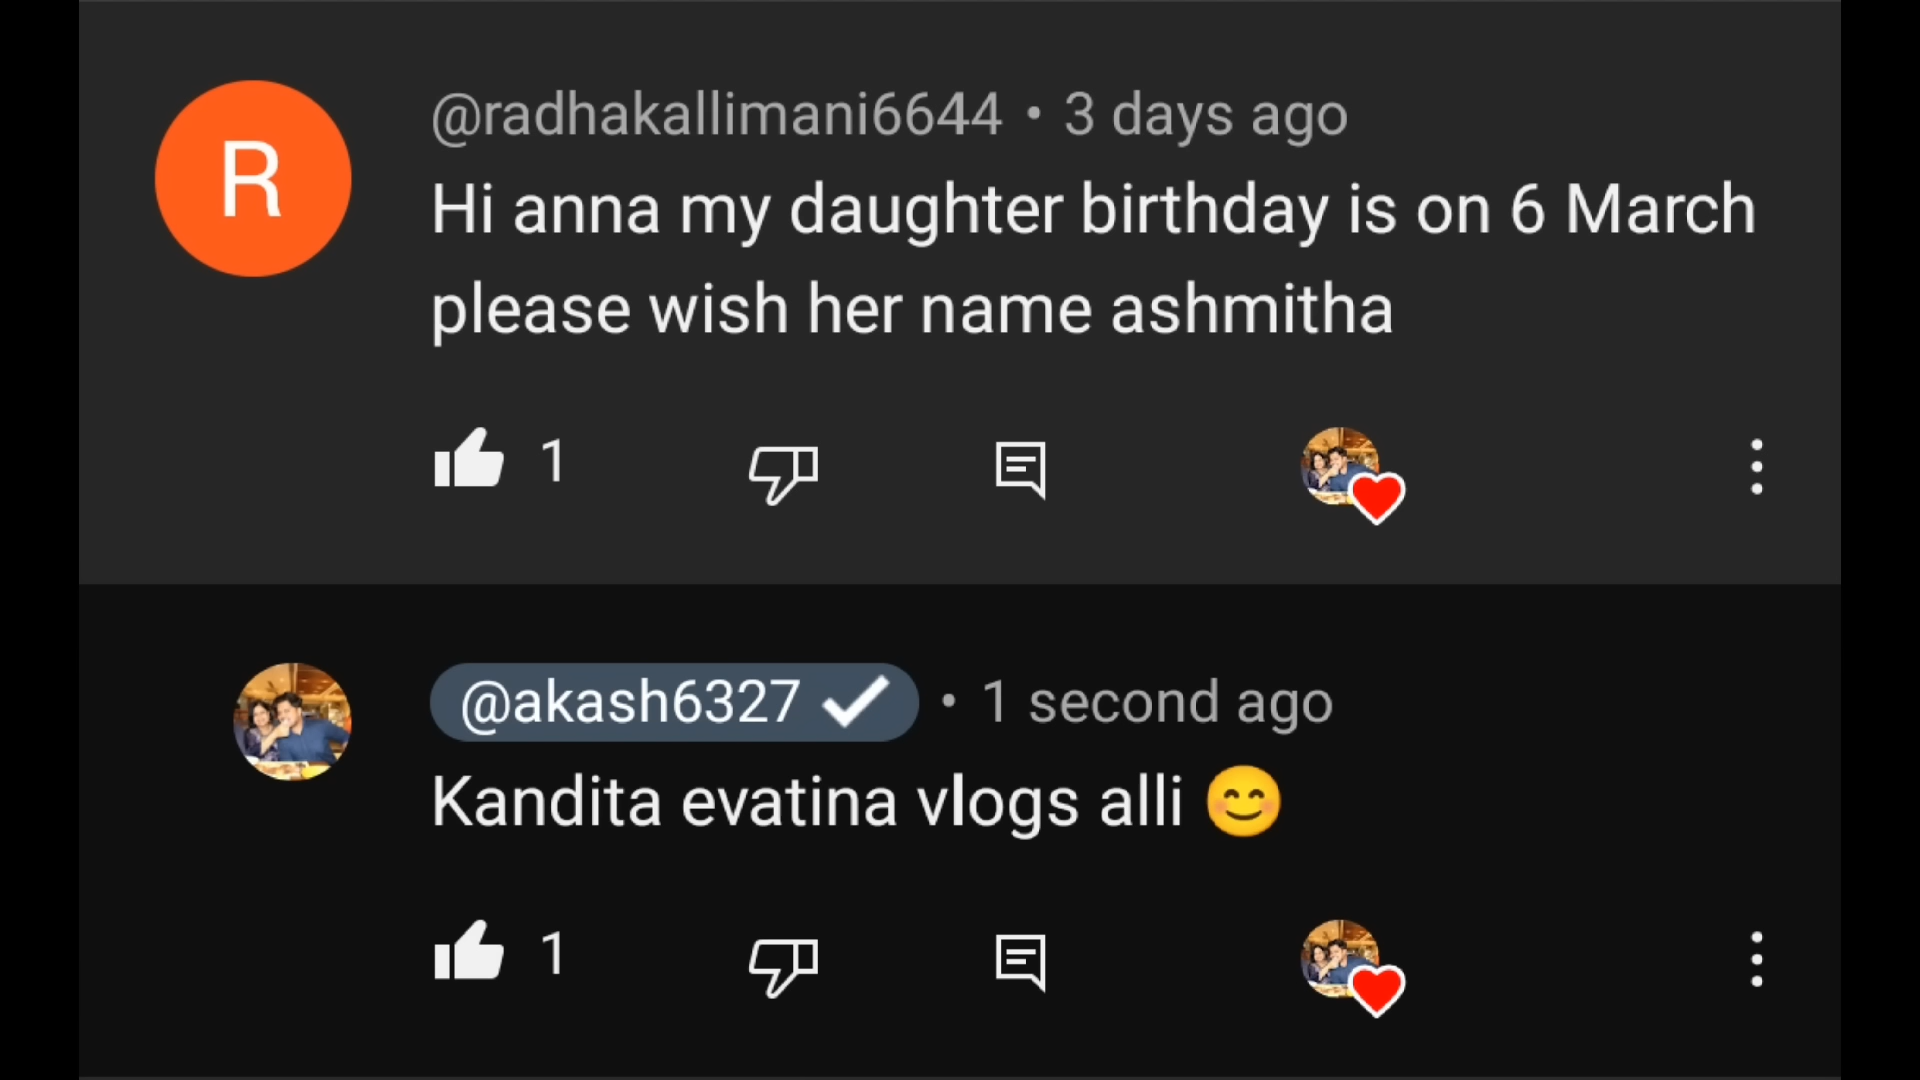 R
@radhakallimani6644 • 3 days ago
Hi anna my daughter birthday is on 6 March
please wish her name ashmitha
1
@akash6327 ✔ • 1 second ago
Kandita evatina vlogs alli 😊
1